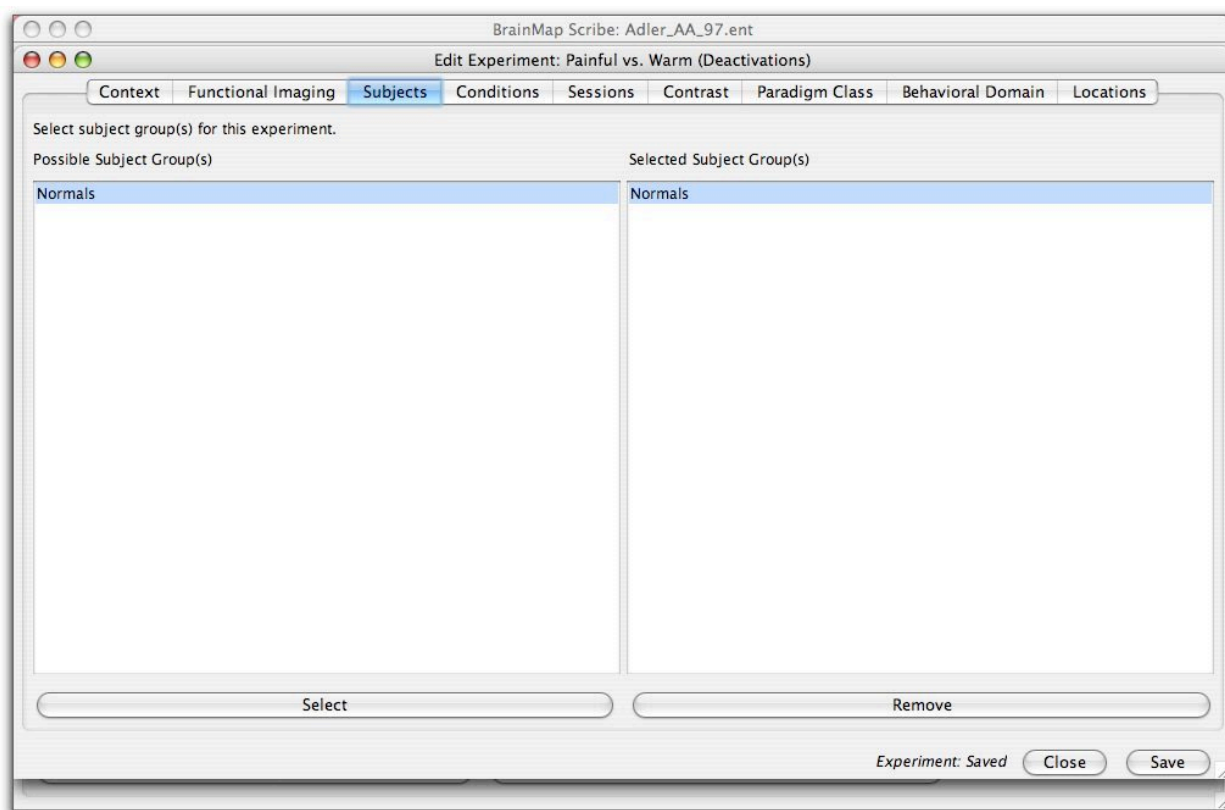 BrainMap Scribe: Adler_AA_97.ent
Edit Experiment: Painful vs. Warm (Deactivations)
Context Functional Imaging Subjects Conditions Sessions Contrast Paradigm Class Behavioral Domain Locations
Select subject group(s) for this experiment.
Possible Subject Group(s) Selected Subject Group(s)
Normals Normals
Select Remove
Experiment: Saved Close Save